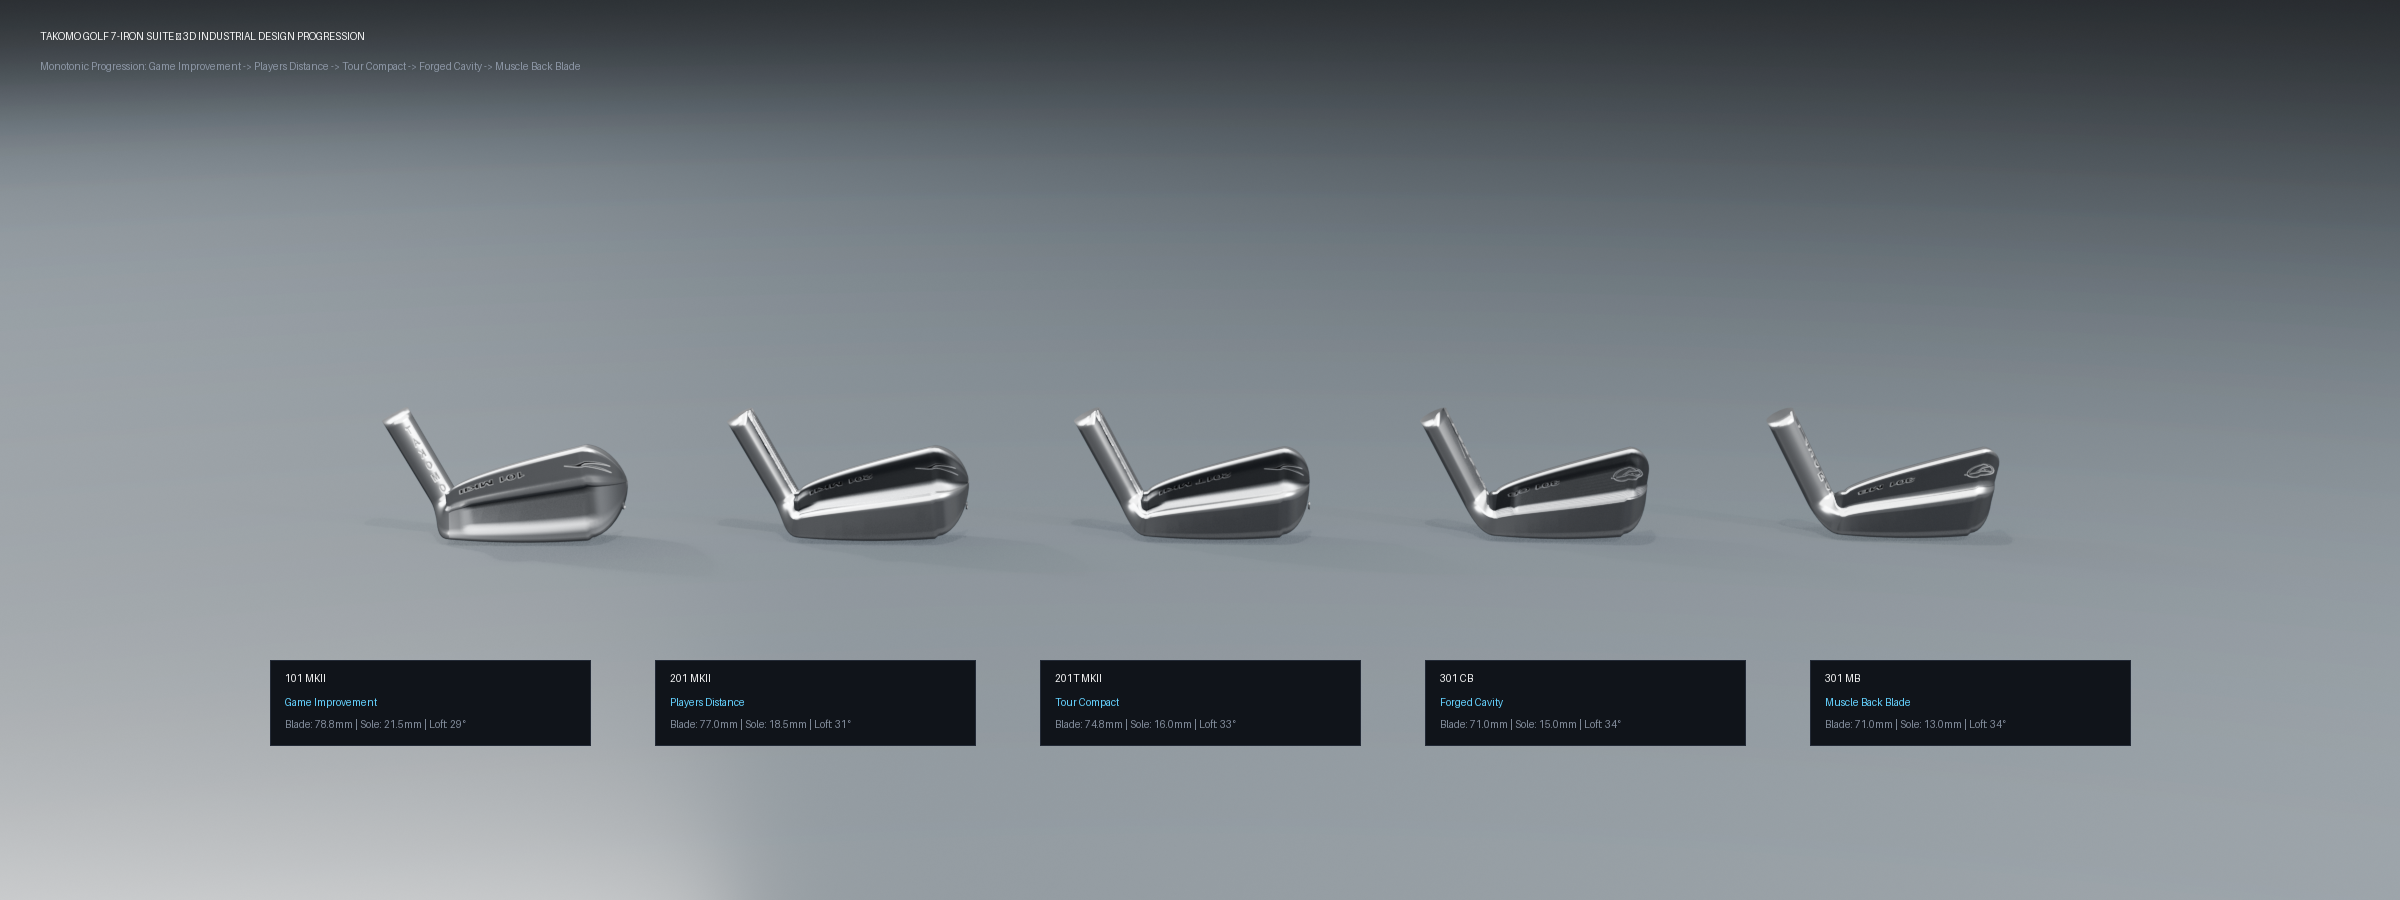 TAKOMO GOLF 7-IRON SUITE 3D INDUSTRIAL DESIGN PROGRESSION
Monotonic Progression: Game Improvement -> Players Distance -> Tour Compact -> Forged Cavity -> Muscle Back Blade
101 MKII
101 MKII
Game Improvement
Blade: 78.8mm | Sole: 21.5mm | Loft: 29°
201 MKII
Players Distance
Blade: 77.0mm | Sole: 18.5mm | Loft: 31°
201T MKII
Tour Compact
Blade: 74.8mm | Sole: 16.0mm | Loft: 33°
301 CB
Forged Cavity
Blade: 71.0mm | Sole: 15.0mm | Loft: 34°
301 MB
Muscle Back Blade
Blade: 71.0mm | Sole: 13.0mm | Loft: 34°